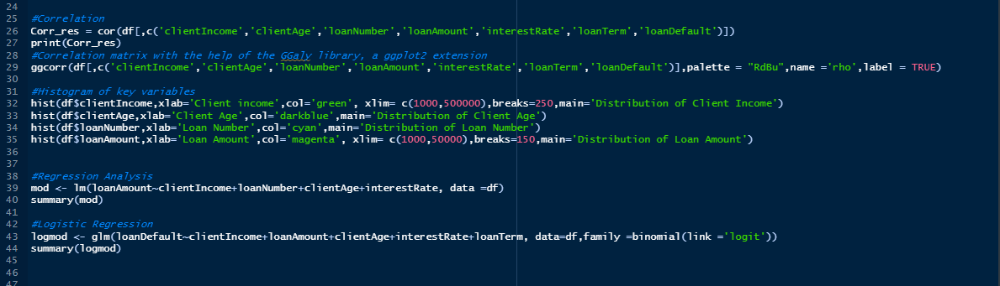 24
25 #Correlation
26 Corr_res = cor(df[,c('clientIncome','clientAge','loanNumber','loanAmount','interestRate','loanTerm','loanDefault')])
27 print(Corr_res)
28 #Correlation matrix with the help of the GGaly library, a ggplot2 extension
29 ggcorr(df[,c('clientIncome','clientAge','loanNumber','loanAmount','interestRate','loanTerm','loanDefault')],palette = "RdBu",name ='rho',label = TRUE)
30
31 #Histogram of key variables
32 hist(df$clientIncome,xlab='Client income',col='green', xlim= c(1000,500000),breaks=250,main='Distribution of Client Income')
33 hist(df$clientAge,xlab='Client Age',col='darkblue',main='Distribution of Client Age')
34 hist(df$loanNumber,xlab='Loan Number',col='cyan',main='Distribution of Loan Number')
35 hist(df$loanAmount,xlab='Loan Amount',col='magenta', xlim= c(1000,50000),breaks=150,main='Distribution of Loan Amount')
36
37
38 #Regression Analysis
39 mod <- lm(loanAmount~clientIncome+loanNumber+clientAge+interestRate, data =df)
40 summary(mod)
41
42 #Logistic Regression
43 logmod <- glm(loanDefault~clientIncome+loanAmount+clientAge+interestRate+loanTerm, data=df,family =binomial(link ='logit'))
44 summary(logmod)
45
46
47